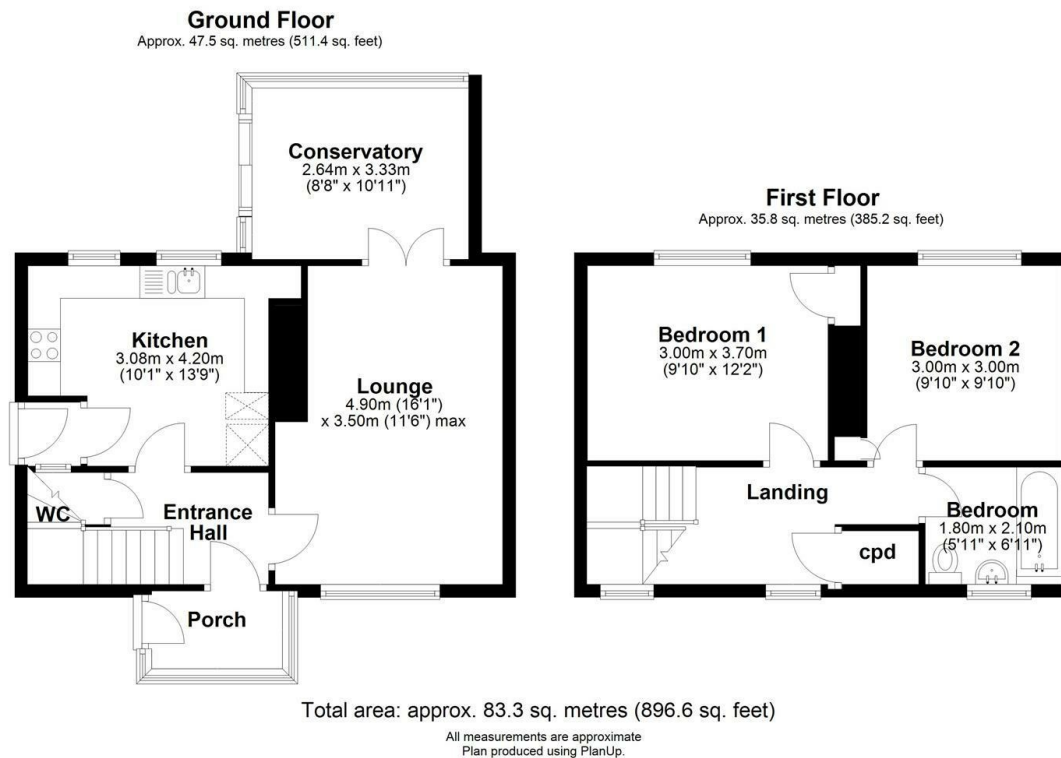 Ground Floor
Approx. 47.5 sq. metres (511.4 sq. feet)
Conservatory
2.64m x 3.33m
(8'8" x 10'11")
Kitchen
3.08m x 4.20m
(10'1" x 13'9")
Lounge
4.90m (16'1")
x 3.50m (11'6") max
WC
Entrance
Hall
Porch
First Floor
Approx. 35.8 sq. metres (385.2 sq. feet)
Bedroom 1
3.00m x 3.70m
(9'10" x 12'2")
Bedroom 2
3.00m x 3.00m
(9'10" x 9'10")
Landing
Bedroom
1.80m x 2.10m
(5'11" x 6'11")
cpd
Total area: approx. 83.3 sq. metres (896.6 sq. feet)
All measurements are approximate
Plan produced using PlanUp.